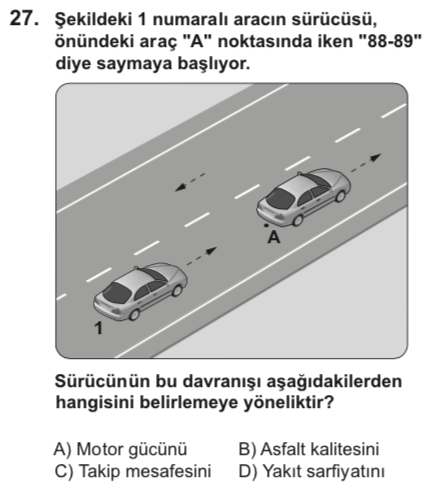 27. Şekildeki 1 numaralı aracın sürücüsü,
önündeki araç "A" noktasında iken "88-89"
diye saymaya başlıyor.
A
1
Sürücünün bu davranışı aşağıdakilerden
hangisini belirlemeye yöneliktir?
A) Motor gücünü B) Asfalt kalitesini
C) Takip mesafesini D) Yakıt sarfiyatını